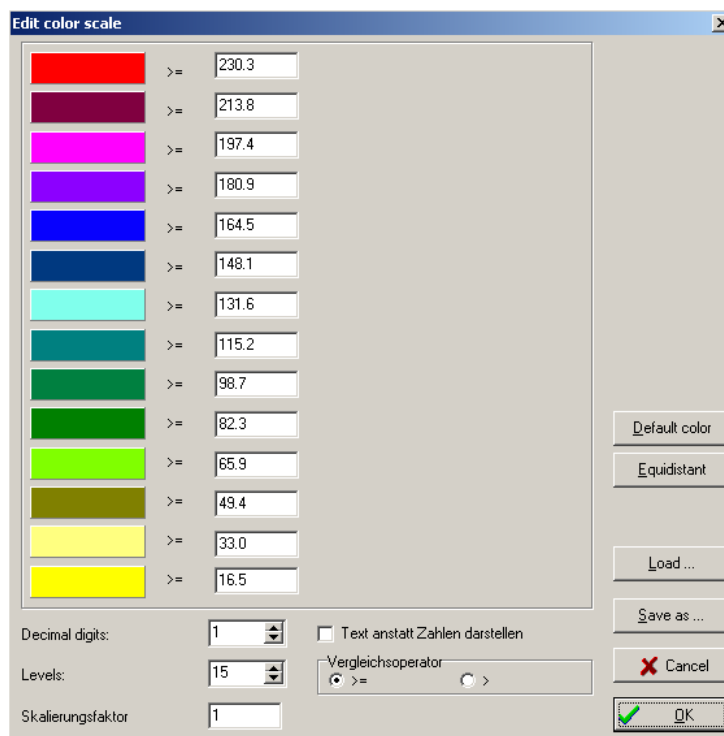 Edit color scale
>= 230.3
>= 213.8
>= 197.4
>= 180.9
>= 164.5
>= 148.1
>= 131.6
>= 115.2
>= 98.7
>= 82.3
>= 65.9
>= 49.4
>= 33.0
>= 16.5
Default color
Equidistant
Load ...
Save as ...
Cancel
OK
Decimal digits: 1
Text anstatt Zahlen darstellen
Levels: 15
Vergleichsoperator
>= >
Skalierungsfaktor 1